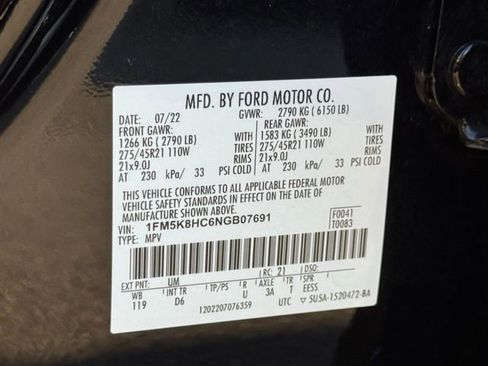 MFD. BY FORD MOTOR CO.
DATE: 07/22 GVWR: 2790 KG ( 6150 LB)
FRONT GAWR: REAR GAWR:
1266 KG ( 2790 LB) 1583 KG ( 3490 LB)
275/45R21 110W TIRES 275/45R21 110W TIRES
21x9.0J RIMS 21x9.0J RIMS
AT 230 kPa/ 33 PSI COLD AT 230 kPa/ 33 PSI COLD
THIS VEHICLE CONFORMS TO ALL APPLICABLE FEDERAL MOTOR
VEHICLE SAFETY STANDARDS IN EFFECT ON THE DATE OF
MANUFACTURE SHOWN ABOVE.
VIN: 1FM5K8HC6NGB07691 F0041
TYPE: MPV T0083
EXT PNT: UM RC: 21 DSO:
WB INT TR TP/PS R AXLE TR SPR
119 D6 U 3A T EESS
1202207076359 UTC ▽ SU5A-1520472-BA